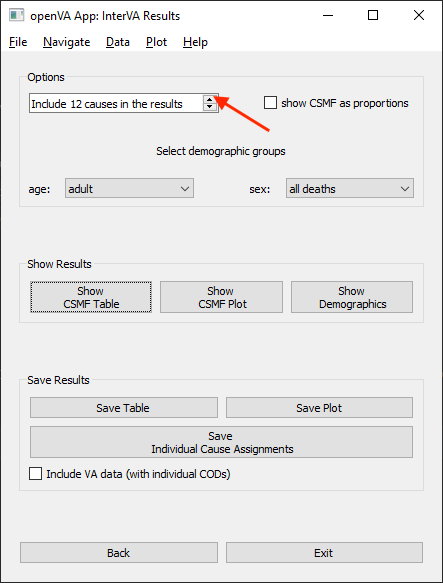 openVA App: InterVA Results
File Navigate Data Plot Help
Options
Include 12 causes in the results
show CSMF as proportions
Select demographic groups
age: adult sex: all deaths
Show Results
Show
CSMF Table
Show
CSMF Plot
Show
Demographics
Save Results
Save Table
Save Plot
Save
Individual Cause Assignments
Include VA data (with individual CODs)
Back
Exit